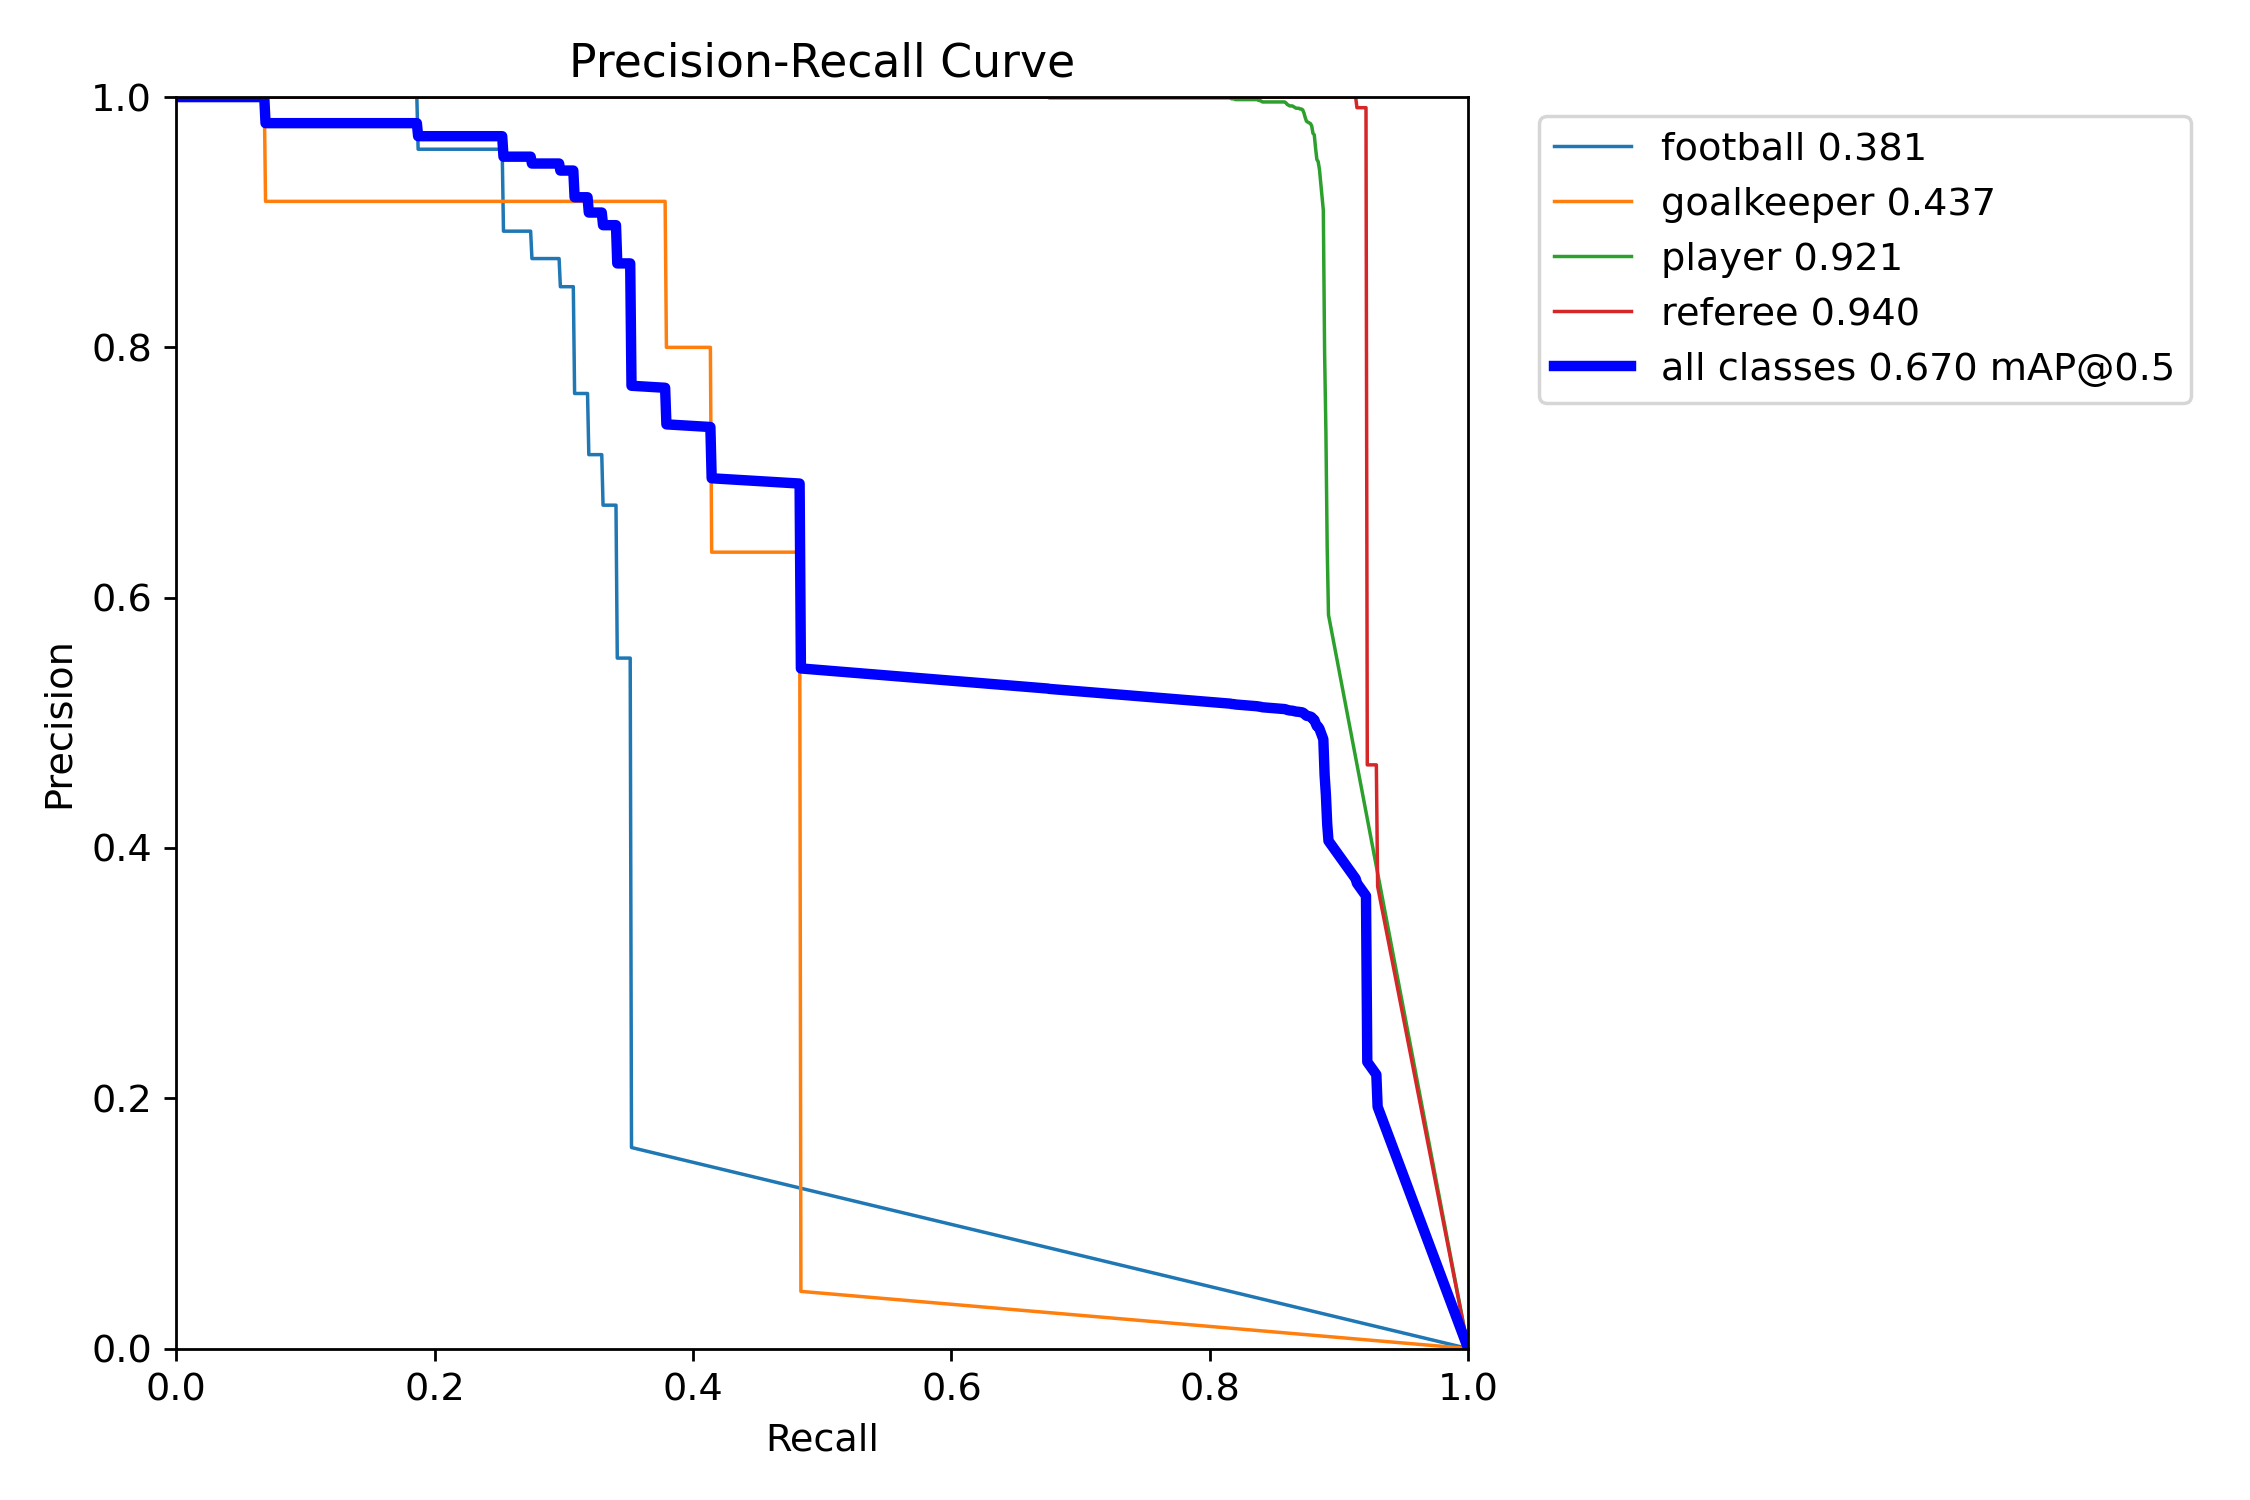 Precision-Recall Curve
1.0
0.8
0.6
0.4
0.2
0.0
Precision
0.0 0.2 0.4 0.6 0.8 1.0
Recall
football 0.381
goalkeeper 0.437
player 0.921
referee 0.940
all classes 0.670 mAP@0.5